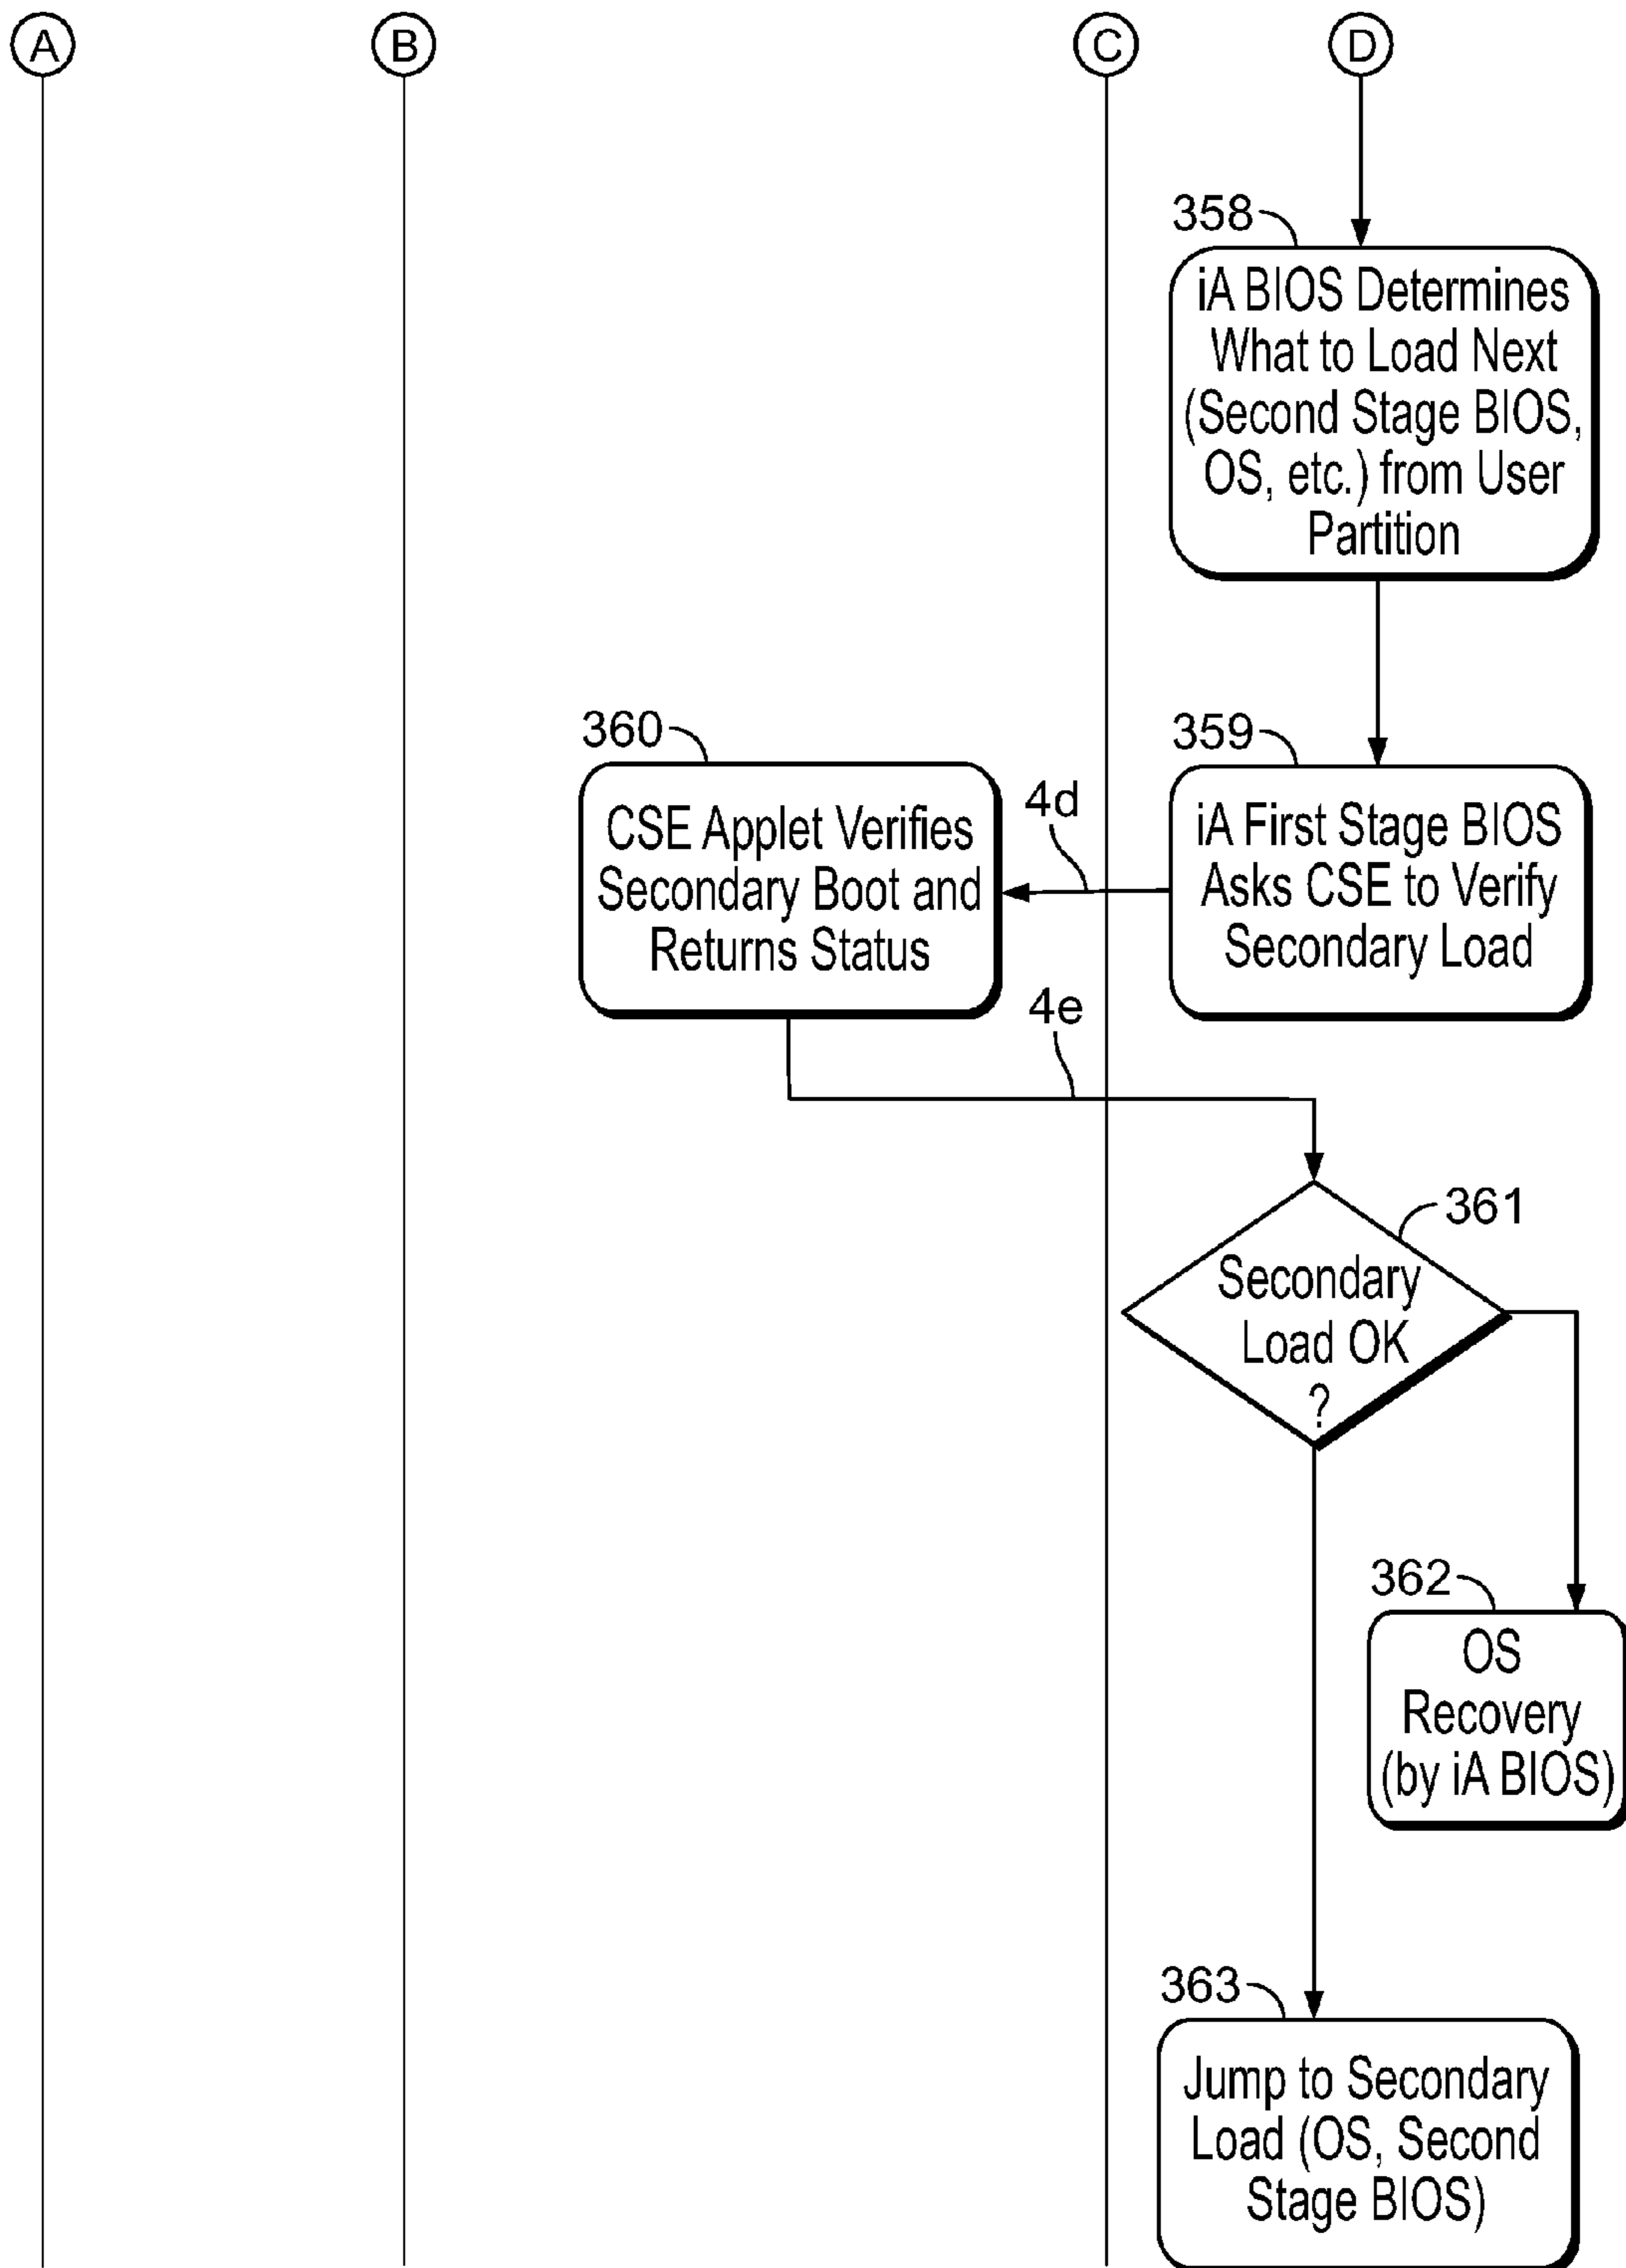 A
B
C
D
358
iA BIOS Determines
What to Load Next
(Second Stage BIOS,
OS, etc.) from User
Partition
360
359
CSE Applet Verifies
Secondary Boot and
Returns Status
4d
iA First Stage BIOS
Asks CSE to Verify
Secondary Load
4e
361
Secondary
Load OK
?
362
OS
Recovery
(by iA BIOS)
363
Jump to Secondary
Load (OS, Second
Stage BIOS)